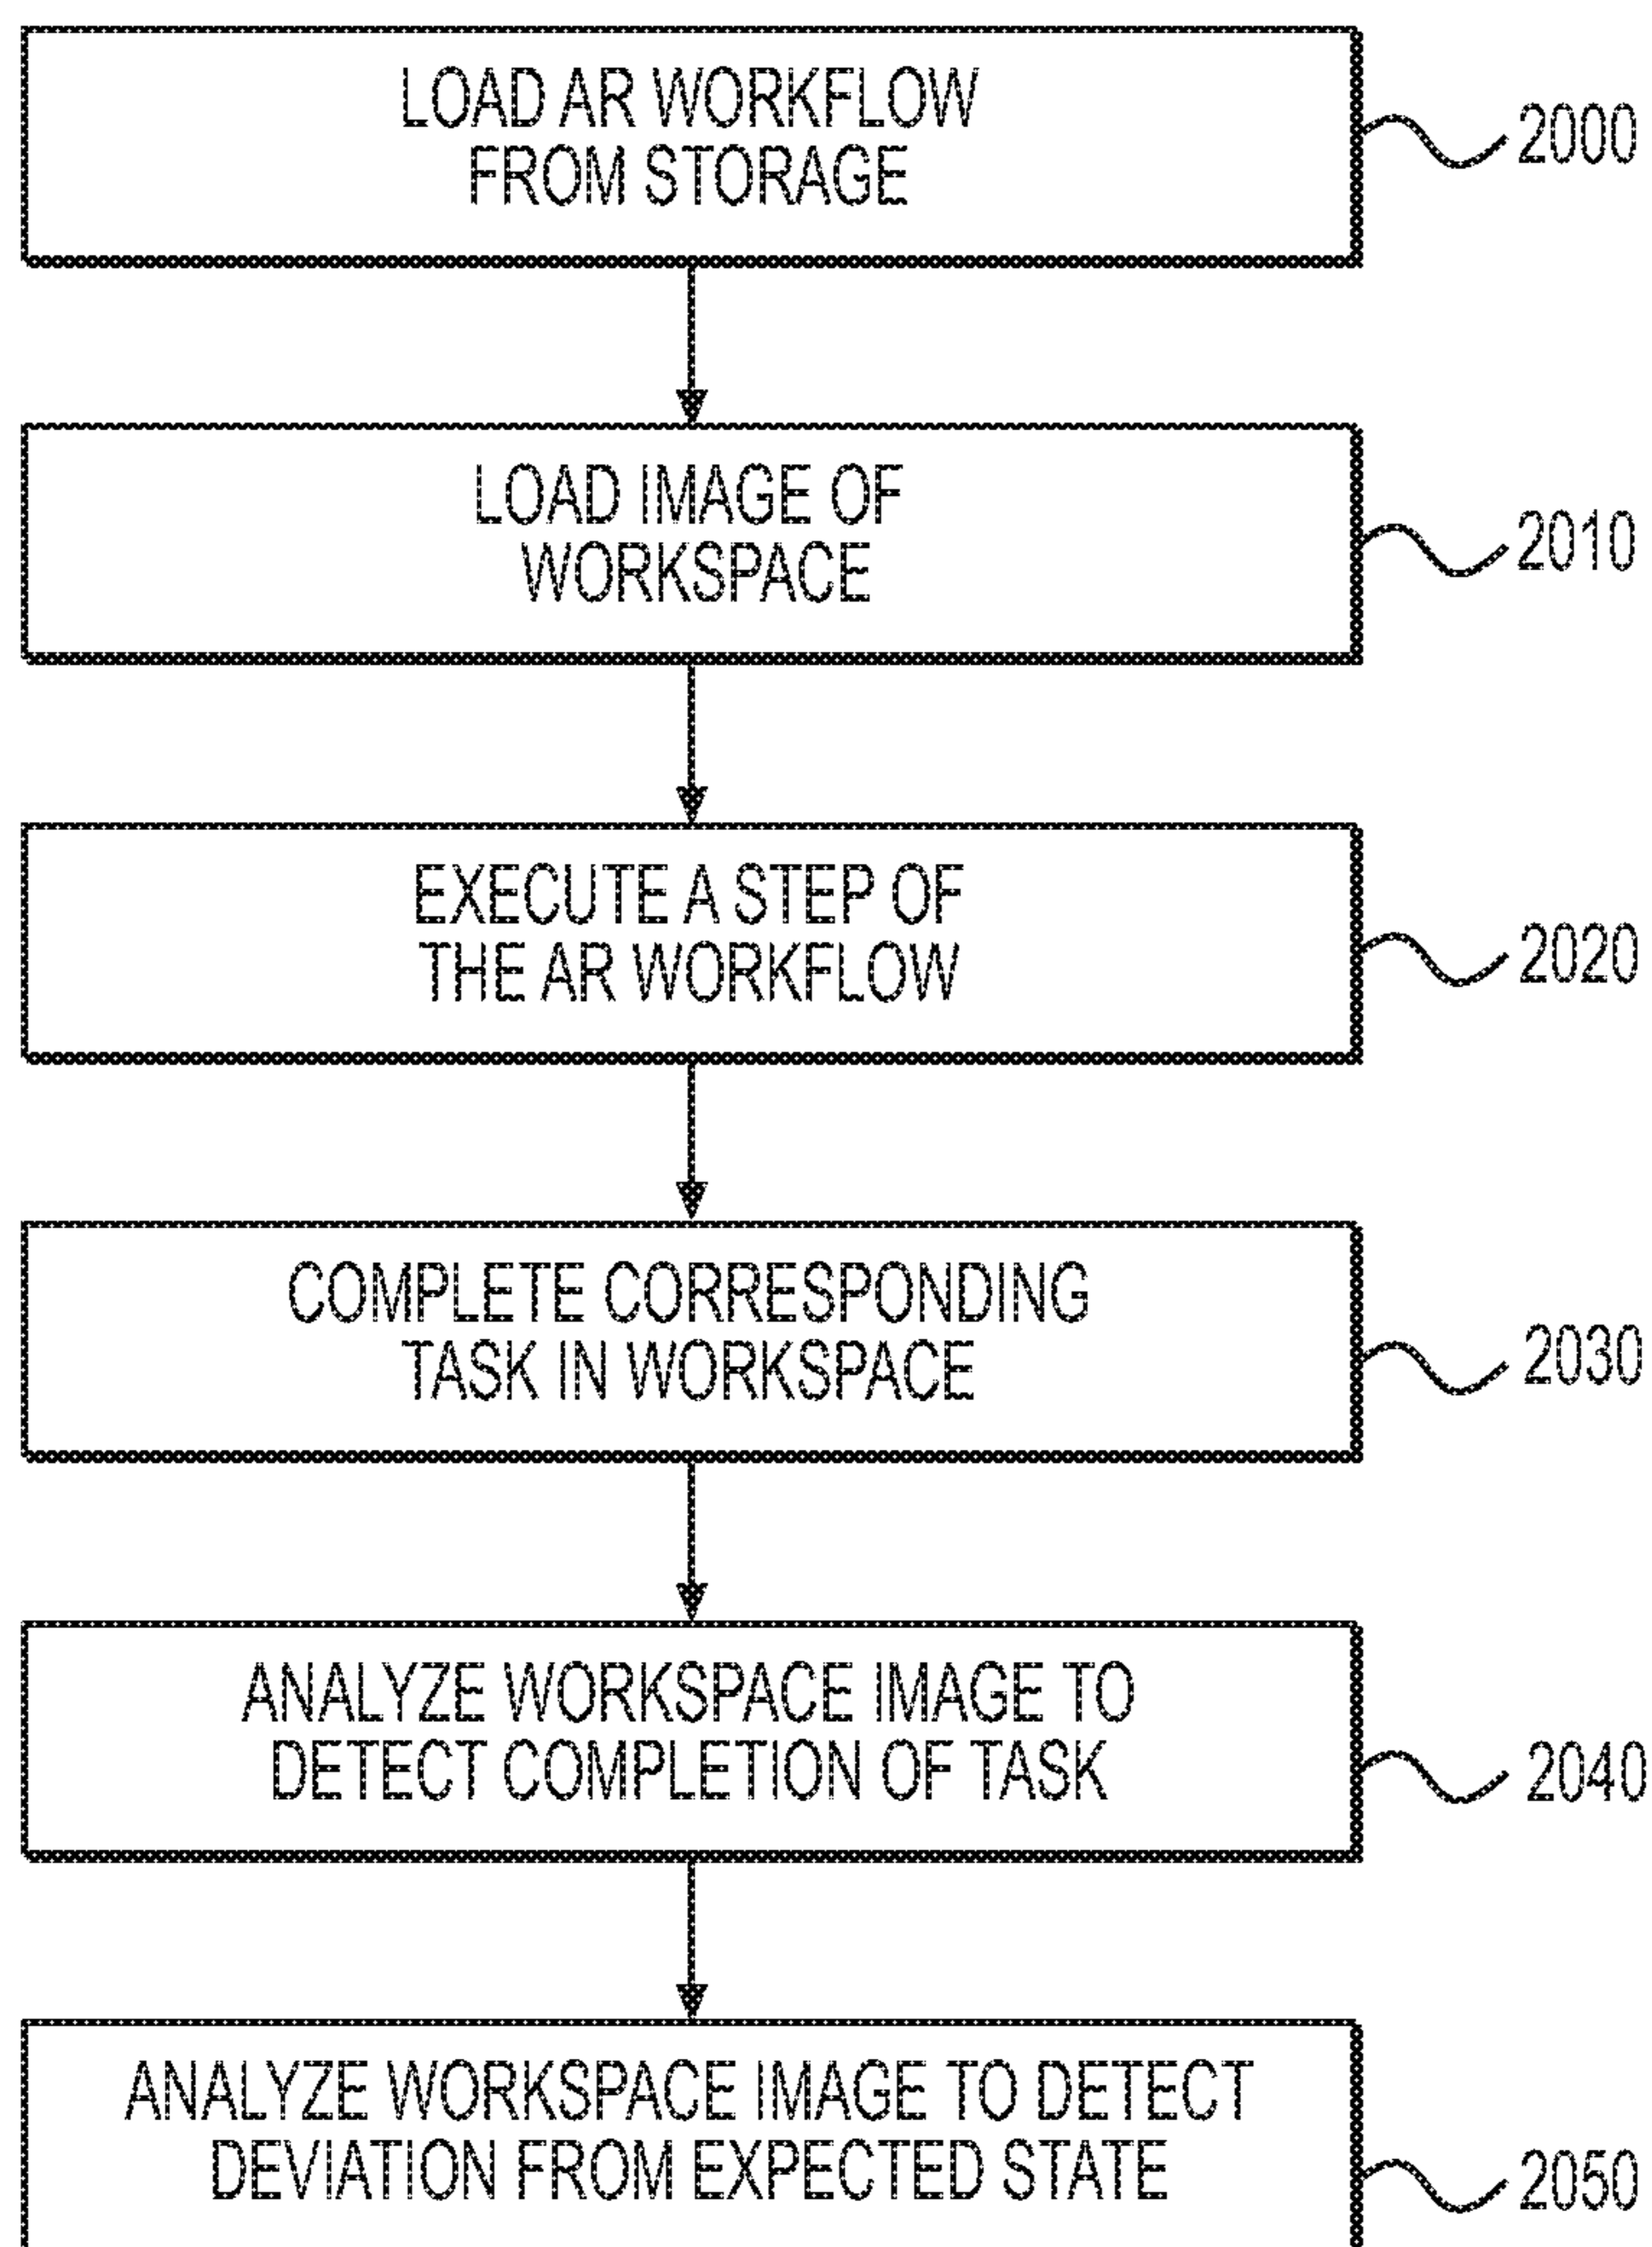 LOAD AR WORKFLOW
FROM STORAGE
2000
LOAD IMAGE OF
WORKSPACE
2010
EXECUTE A STEP OF
THE AR WORKFLOW
2020
COMPLETE CORRESPONDING
TASK IN WORKSPACE
2030
ANALYZE WORKSPACE IMAGE TO
DETECT COMPLETION OF TASK
2040
ANALYZE WORKSPACE IMAGE TO DETECT
DEVIATION FROM EXPECTED STATE
2050